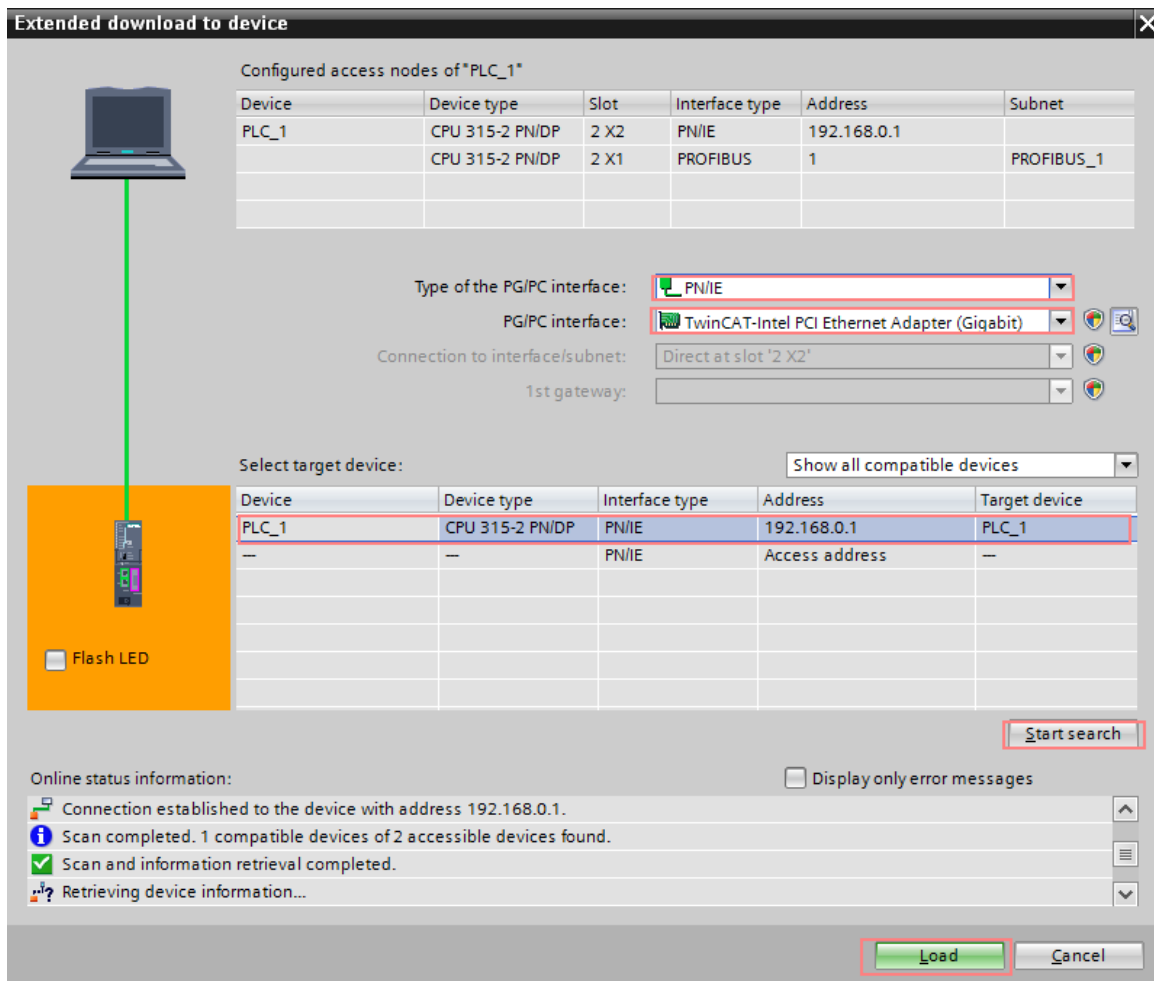 Extended download to device
Configured access nodes of "PLC_1"
Device Device type Slot Interface type Address Subnet
PLC_1 CPU 315-2 PN/DP 2 X2 PN/IE 192.168.0.1
CPU 315-2 PN/DP 2 X1 PROFIBUS 1 PROFIBUS_1
Type of the PG/PC interface: PN/IE
PG/PC interface: TwinCAT-Intel PCI Ethernet Adapter (Gigabit)
Connection to interface/subnet: Direct at slot '2 X2'
1st gateway:
Select target device: Show all compatible devices
Device Device type Interface type Address Target device
PLC_1 CPU 315-2 PN/DP PN/IE 192.168.0.1 PLC_1
— — PN/IE Access address —
Flash LED
Start search
Online status information: Display only error messages
Connection established to the device with address 192.168.0.1.
Scan completed. 1 compatible devices of 2 accessible devices found.
Scan and information retrieval completed.
Retrieving device information...
Load Cancel